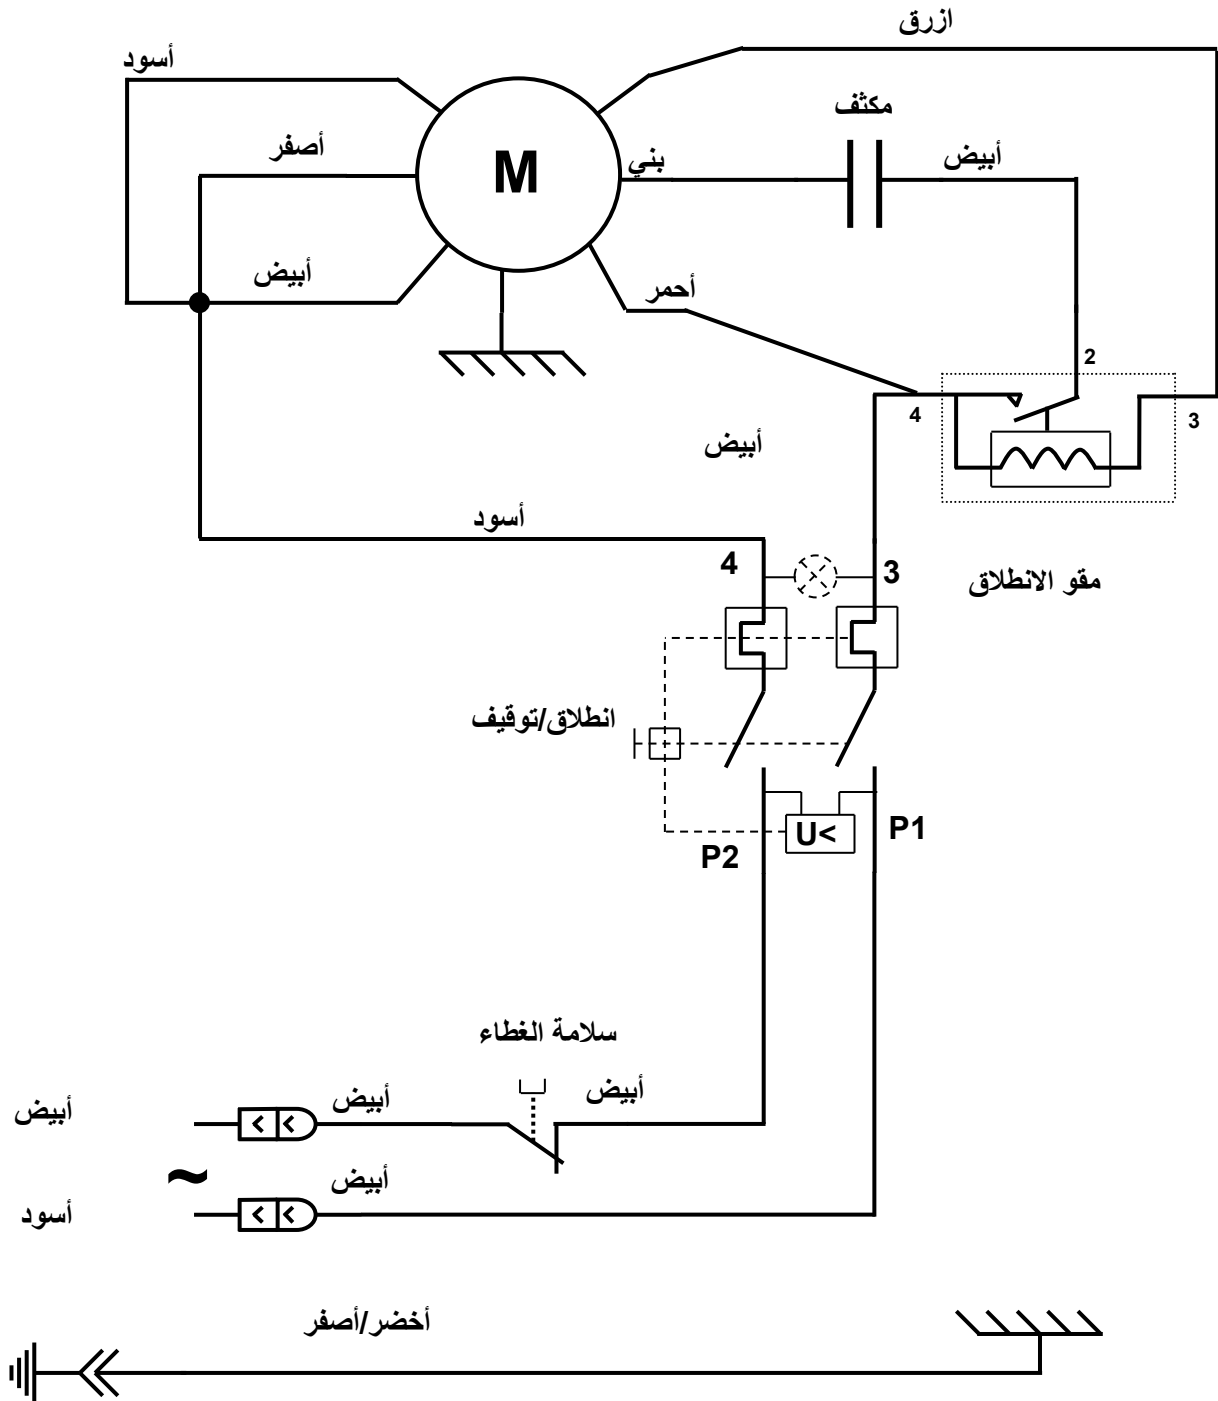 ازرق
أسود
مكثف
أصفر
M
بني
أبيض
أبيض
أحمر
2
4
3
أبيض
أسود
4
3
مقو الانطلاق
انطلاق/توقيف
U<
P1
P2
سلامة الغطاء
أبيض
أبيض
أبيض
~
أبيض
أسود
أخضر/أصفر